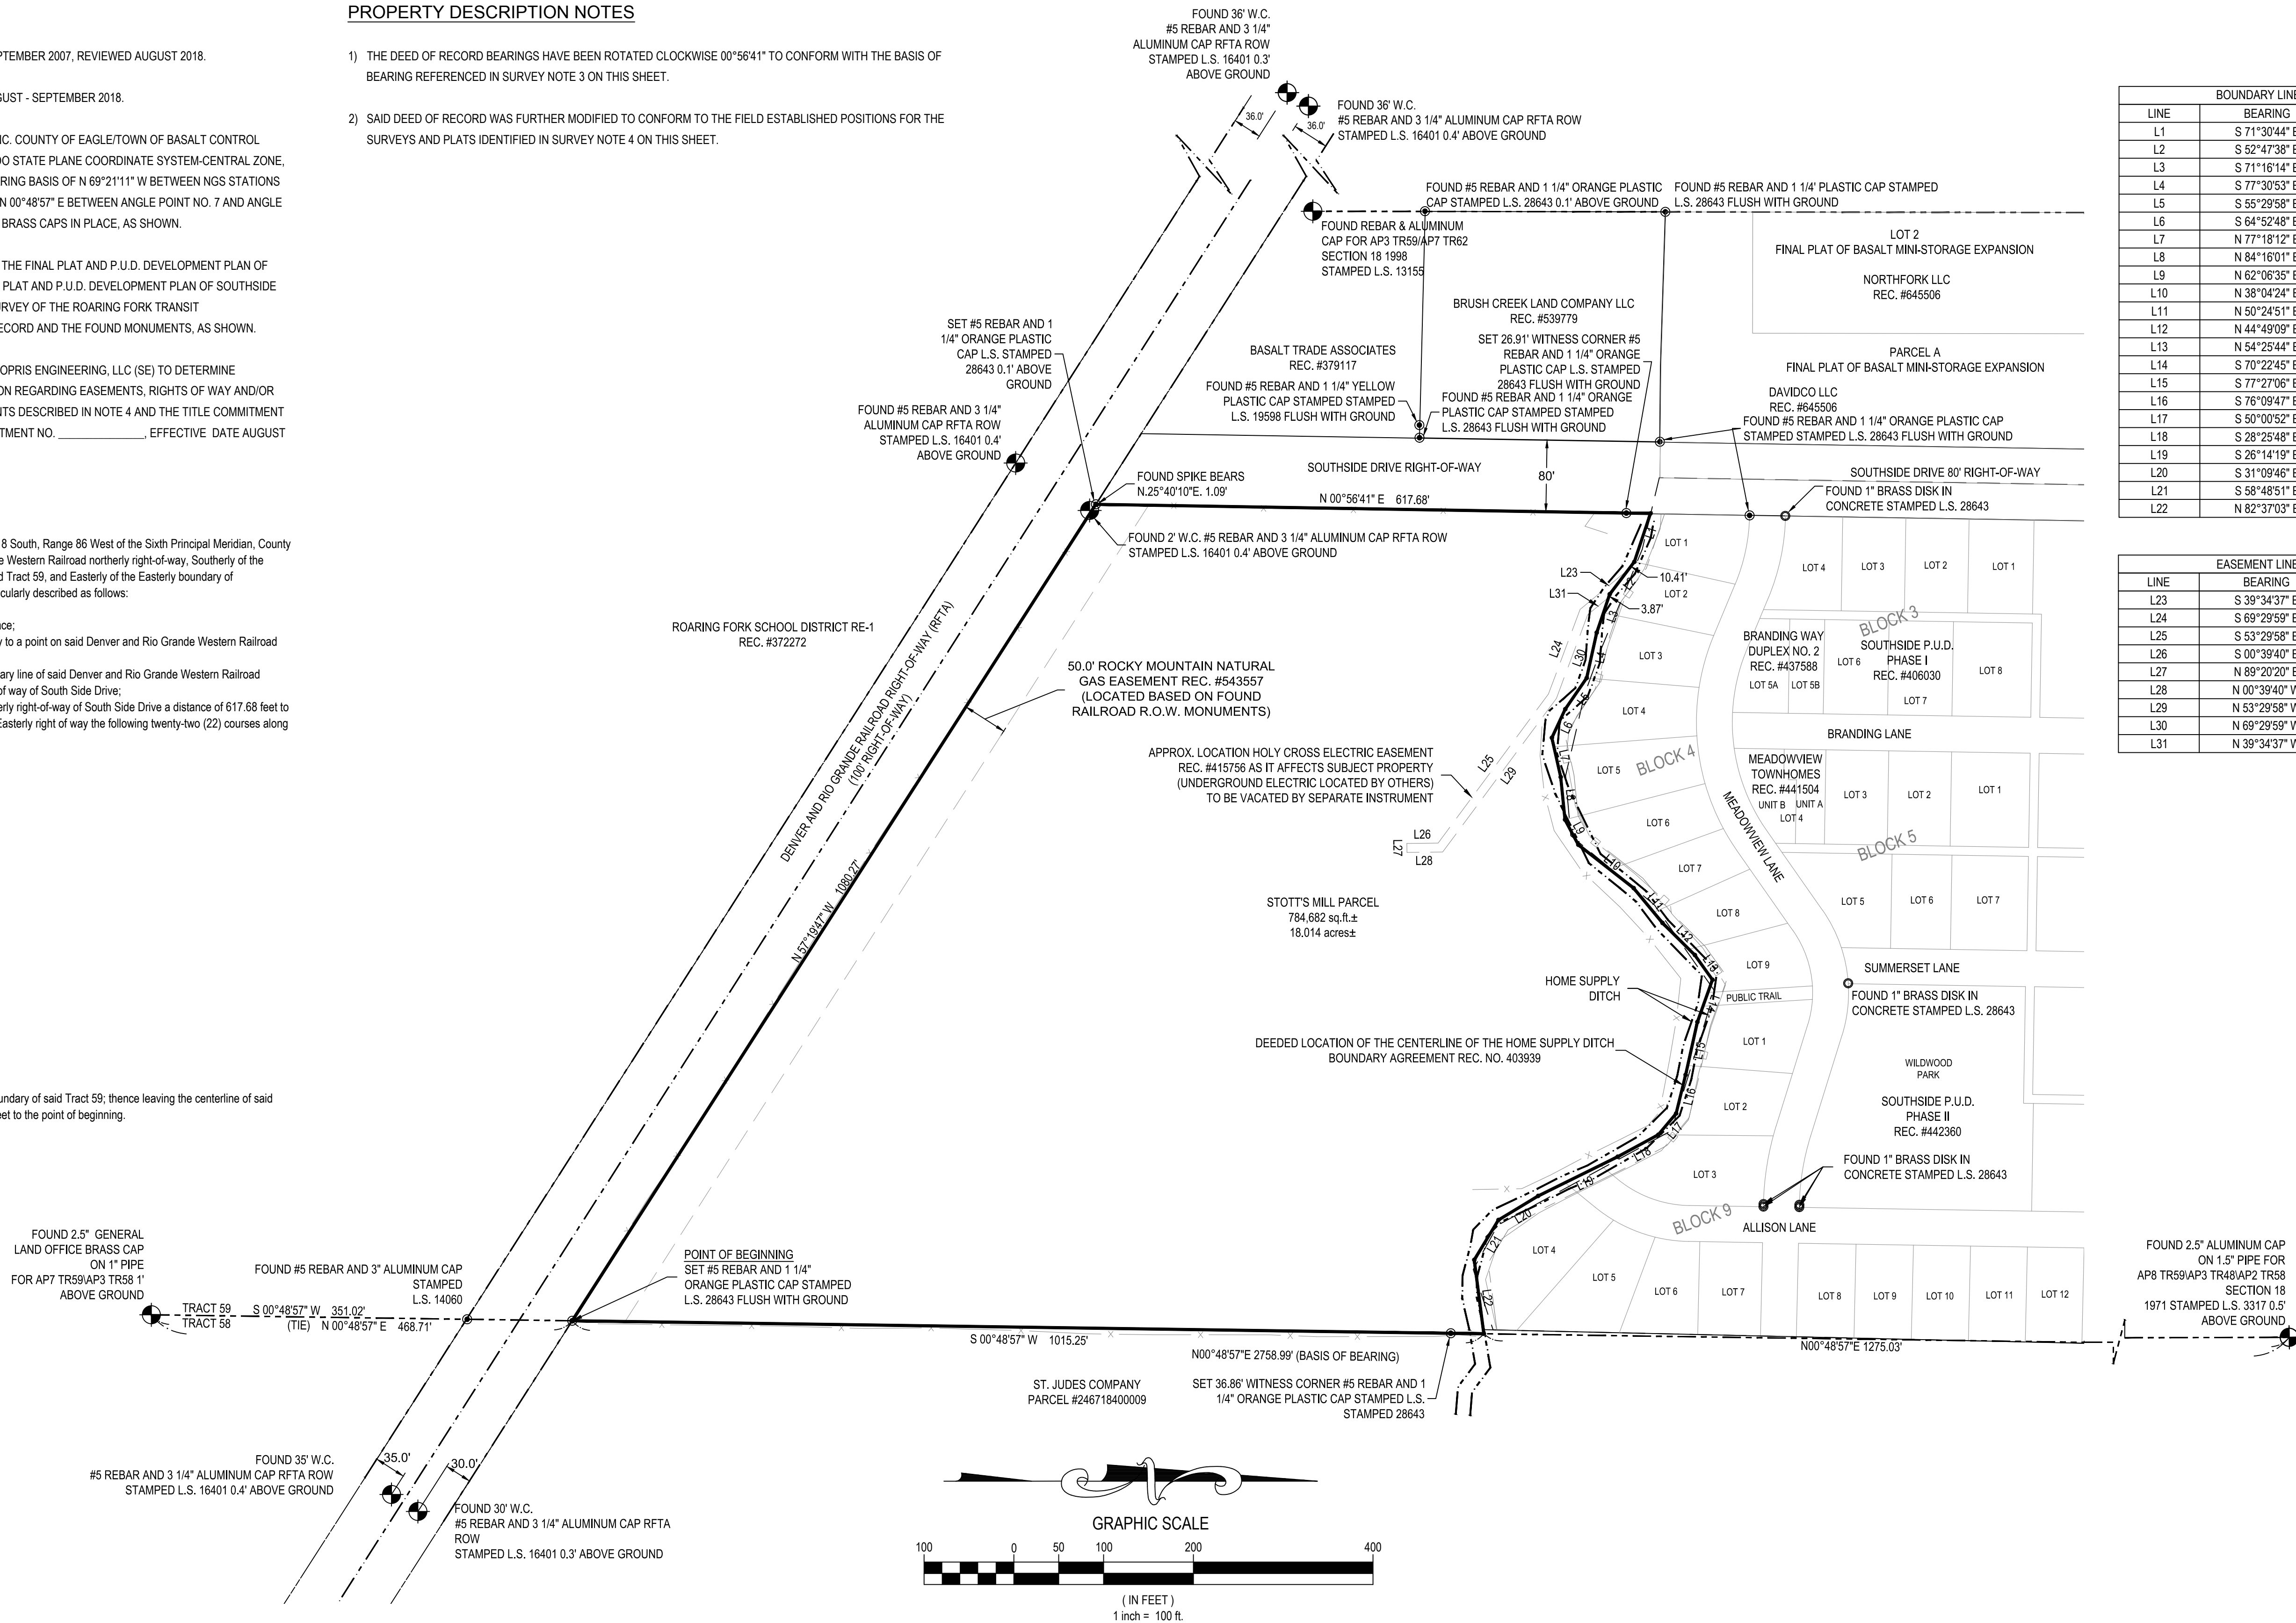 PTEMBER 2007, REVIEWED AUGUST 2018.
GUST - SEPTEMBER 2018.
NC. COUNTY OF EAGLE/TOWN OF BASALT CONTROL
DO STATE PLANE COORDINATE SYSTEM-CENTRAL ZONE,
RING BASIS OF N 69°21'11" W BETWEEN NGS STATIONS
N 00°48'57" E BETWEEN ANGLE POINT NO. 7 AND ANGLE
BRASS CAPS IN PLACE, AS SHOWN.
THE FINAL PLAT AND P.U.D. DEVELOPMENT PLAN OF
PLAT AND P.U.D. DEVELOPMENT PLAN OF SOUTHSIDE
URVEY OF THE ROARING FORK TRANSIT
ECORD AND THE FOUND MONUMENTS, AS SHOWN.
OPRIS ENGINEERING, LLC (SE) TO DETERMINE
ON REGARDING EASEMENTS, RIGHTS OF WAY AND/OR
NTS DESCRIBED IN NOTE 4 AND THE TITLE COMMITMENT
TMENT NO. ______________, EFFECTIVE DATE AUGUST
8 South, Range 86 West of the Sixth Principal Meridian, County
e Western Railroad northerly right-of-way, Southerly of the
d Tract 59, and Easterly of the Easterly boundary of
icularly described as follows:
nce;
y to a point on said Denver and Rio Grande Western Railroad
dary line of said Denver and Rio Grande Western Railroad
of way of South Side Drive;
erly right-of-way of South Side Drive a distance of 617.68 feet to
Easterly right of way the following twenty-two (22) courses along
undary of said Tract 59; thence leaving the centerline of said
eet to the point of beginning.
PROPERTY DESCRIPTION NOTES
1) THE DEED OF RECORD BEARINGS HAVE BEEN ROTATED CLOCKWISE 00°56'41" TO CONFORM WITH THE BASIS OF
BEARING REFERENCED IN SURVEY NOTE 3 ON THIS SHEET.
2) SAID DEED OF RECORD WAS FURTHER MODIFIED TO CONFORM TO THE FIELD ESTABLISHED POSITIONS FOR THE
SURVEYS AND PLATS IDENTIFIED IN SURVEY NOTE 4 ON THIS SHEET.
FOUND 36' W.C.
#5 REBAR AND 3 1/4"
ALUMINUM CAP RFTA ROW
STAMPED L.S. 16401 0.3'
ABOVE GROUND
36.0'
36.0'
FOUND 36' W.C.
#5 REBAR AND 3 1/4" ALUMINUM CAP RFTA ROW
STAMPED L.S. 16401 0.4' ABOVE GROUND
FOUND #5 REBAR AND 1 1/4" ORANGE PLASTIC
CAP STAMPED L.S. 28643 0.1' ABOVE GROUND
FOUND #5 REBAR AND 1 1/4' PLASTIC CAP STAMPED
L.S. 28643 FLUSH WITH GROUND
FOUND REBAR & ALUMINUM
CAP FOR AP3 TR59/AP7 TR62
SECTION 18 1998
STAMPED L.S. 13155
LOT 2
FINAL PLAT OF BASALT MINI-STORAGE EXPANSION
NORTHFORK LLC
REC. #645506
BRUSH CREEK LAND COMPANY LLC
REC. #539779
SET #5 REBAR AND 1
1/4" ORANGE PLASTIC
CAP L.S. STAMPED
28643 0.1' ABOVE
GROUND
BASALT TRADE ASSOCIATES
REC. #379117
SET 26.91' WITNESS CORNER #5
REBAR AND 1 1/4" ORANGE
PLASTIC CAP L.S. STAMPED
28643 FLUSH WITH GROUND
PARCEL A
FINAL PLAT OF BASALT MINI-STORAGE EXPANSION
DAVIDCO LLC
REC. #645506
FOUND #5 REBAR AND 1 1/4" YELLOW
PLASTIC CAP STAMPED STAMPED
L.S. 19598 FLUSH WITH GROUND
FOUND #5 REBAR AND 1 1/4" ORANGE
PLASTIC CAP STAMPED STAMPED
L.S. 28643 FLUSH WITH GROUND
FOUND #5 REBAR AND 1 1/4" ORANGE PLASTIC CAP
STAMPED STAMPED L.S. 28643 FLUSH WITH GROUND
FOUND #5 REBAR AND 3 1/4"
ALUMINUM CAP RFTA ROW
STAMPED L.S. 16401 0.4'
ABOVE GROUND
SOUTHSIDE DRIVE RIGHT-OF-WAY
80'
SOUTHSIDE DRIVE 80' RIGHT-OF-WAY
FOUND SPIKE BEARS
N.25°40'10"E. 1.09'
N 00°56'41" E 617.68'
FOUND 1" BRASS DISK IN
CONCRETE STAMPED L.S. 28643
FOUND 2' W.C. #5 REBAR AND 3 1/4" ALUMINUM CAP RFTA ROW
STAMPED L.S. 16401 0.4' ABOVE GROUND
L1
L2
L3
L4
L5
L6
L7
L8
L9
L10
L11
L12
L13
L14
L15
L16
L17
L18
L19
L20
L21
L22
L23
L31
10.41'
3.87'
L24
L30
L25
L29
L26
L27
L28
LOT 1
LOT 2
LOT 3
LOT 4
LOT 5
BLOCK 4
LOT 6
LOT 7
LOT 8
LOT 9
PUBLIC TRAIL
LOT 1
LOT 2
LOT 3
LOT 4
LOT 3
LOT 2
LOT 1
BLOCK 3
BRANDING WAY
DUPLEX NO. 2
REC. #437588
LOT 5A
LOT 5B
LOT 6
SOUTHSIDE P.U.D.
PHASE I
REC. #406030
LOT 7
LOT 8
BRANDING LANE
MEADOWVIEW
TOWNHOMES
REC. #441504
UNIT B UNIT A
LOT 4
LOT 3
LOT 2
LOT 1
MEADOWVIEW LANE
BLOCK 5
LOT 5
LOT 6
LOT 7
SUMMERSET LANE
FOUND 1" BRASS DISK IN
CONCRETE STAMPED L.S. 28643
WILDWOOD
PARK
SOUTHSIDE P.U.D.
PHASE II
REC. #442360
FOUND 1" BRASS DISK IN
CONCRETE STAMPED L.S. 28643
BLOCK 9
ALLISON LANE
LOT 4
LOT 5
LOT 6
LOT 7
LOT 8
LOT 9
LOT 10
LOT 11
LOT 12
ROARING FORK SCHOOL DISTRICT RE-1
REC. #372272
DENVER AND RIO GRANDE RAILROAD RIGHT-OF-WAY (RFTA)
(100' RIGHT-OF-WAY)
N 57°19'47" W 1080.27'
50.0' ROCKY MOUNTAIN NATURAL
GAS EASEMENT REC. #543557
(LOCATED BASED ON FOUND
RAILROAD R.O.W. MONUMENTS)
APPROX. LOCATION HOLY CROSS ELECTRIC EASEMENT
REC. #415756 AS IT AFFECTS SUBJECT PROPERTY
(UNDERGROUND ELECTRIC LOCATED BY OTHERS)
TO BE VACATED BY SEPARATE INSTRUMENT
STOTT'S MILL PARCEL
784,682 sq.ft.±
18.014 acres±
HOME SUPPLY
DITCH
DEEDED LOCATION OF THE CENTERLINE OF THE HOME SUPPLY DITCH
BOUNDARY AGREEMENT REC. NO. 403939
FOUND 2.5" GENERAL
LAND OFFICE BRASS CAP
ON 1" PIPE
FOR AP7 TR59\AP3 TR58 1'
ABOVE GROUND
FOUND #5 REBAR AND 3" ALUMINUM CAP
STAMPED
L.S. 14060
TRACT 59
TRACT 58
S 00°48'57" W 351.02'
(TIE) N 00°48'57" E 468.71'
POINT OF BEGINNING
SET #5 REBAR AND 1 1/4"
ORANGE PLASTIC CAP STAMPED
L.S. 28643 FLUSH WITH GROUND
S 00°48'57" W 1015.25'
N00°48'57"E 2758.99' (BASIS OF BEARING)
N00°48'57"E 1275.03'
ST. JUDES COMPANY
PARCEL #246718400009
SET 36.86' WITNESS CORNER #5 REBAR AND 1
1/4" ORANGE PLASTIC CAP STAMPED L.S.
STAMPED 28643
FOUND 2.5" ALUMINUM CAP
ON 1.5" PIPE FOR
AP8 TR59\AP3 TR48\AP2 TR58
SECTION 18
1971 STAMPED L.S. 3317 0.5'
ABOVE GROUND
FOUND 35' W.C.
#5 REBAR AND 3 1/4" ALUMINUM CAP RFTA ROW
STAMPED L.S. 16401 0.4' ABOVE GROUND
35.0'
30.0'
FOUND 30' W.C.
#5 REBAR AND 3 1/4" ALUMINUM CAP RFTA
ROW
STAMPED L.S. 16401 0.3' ABOVE GROUND
N
GRAPHIC SCALE
100 0 50 100 200 400
( IN FEET )
1 inch = 100 ft.
BOUNDARY LINE
LINE BEARING
L1 S 71°30'44" E
L2 S 52°47'38" E
L3 S 71°16'14" E
L4 S 77°30'53" E
L5 S 55°29'58" E
L6 S 64°52'48" E
L7 N 77°18'12" E
L8 N 84°16'01" E
L9 N 62°06'35" E
L10 N 38°04'24" E
L11 N 50°24'51" E
L12 N 44°49'09" E
L13 N 54°25'44" E
L14 S 70°22'45" E
L15 S 77°27'06" E
L16 S 76°09'47" E
L17 S 50°00'52" E
L18 S 28°25'48" E
L19 S 26°14'19" E
L20 S 31°09'46" E
L21 S 58°48'51" E
L22 N 82°37'03" E
EASEMENT LINE
LINE BEARING
L23 S 39°34'37" E
L24 S 69°29'59" E
L25 S 53°29'58" E
L26 S 00°39'40" E
L27 N 89°20'20" E
L28 N 00°39'40" W
L29 N 53°29'58" W
L30 N 69°29'59" W
L31 N 39°34'37" W